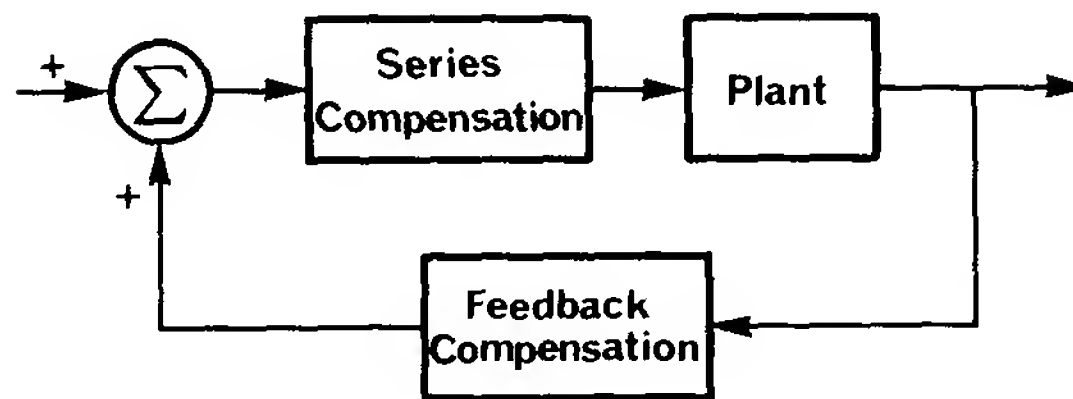 +
Σ
Series
Compensation
Plant
+
Feedback
Compensation